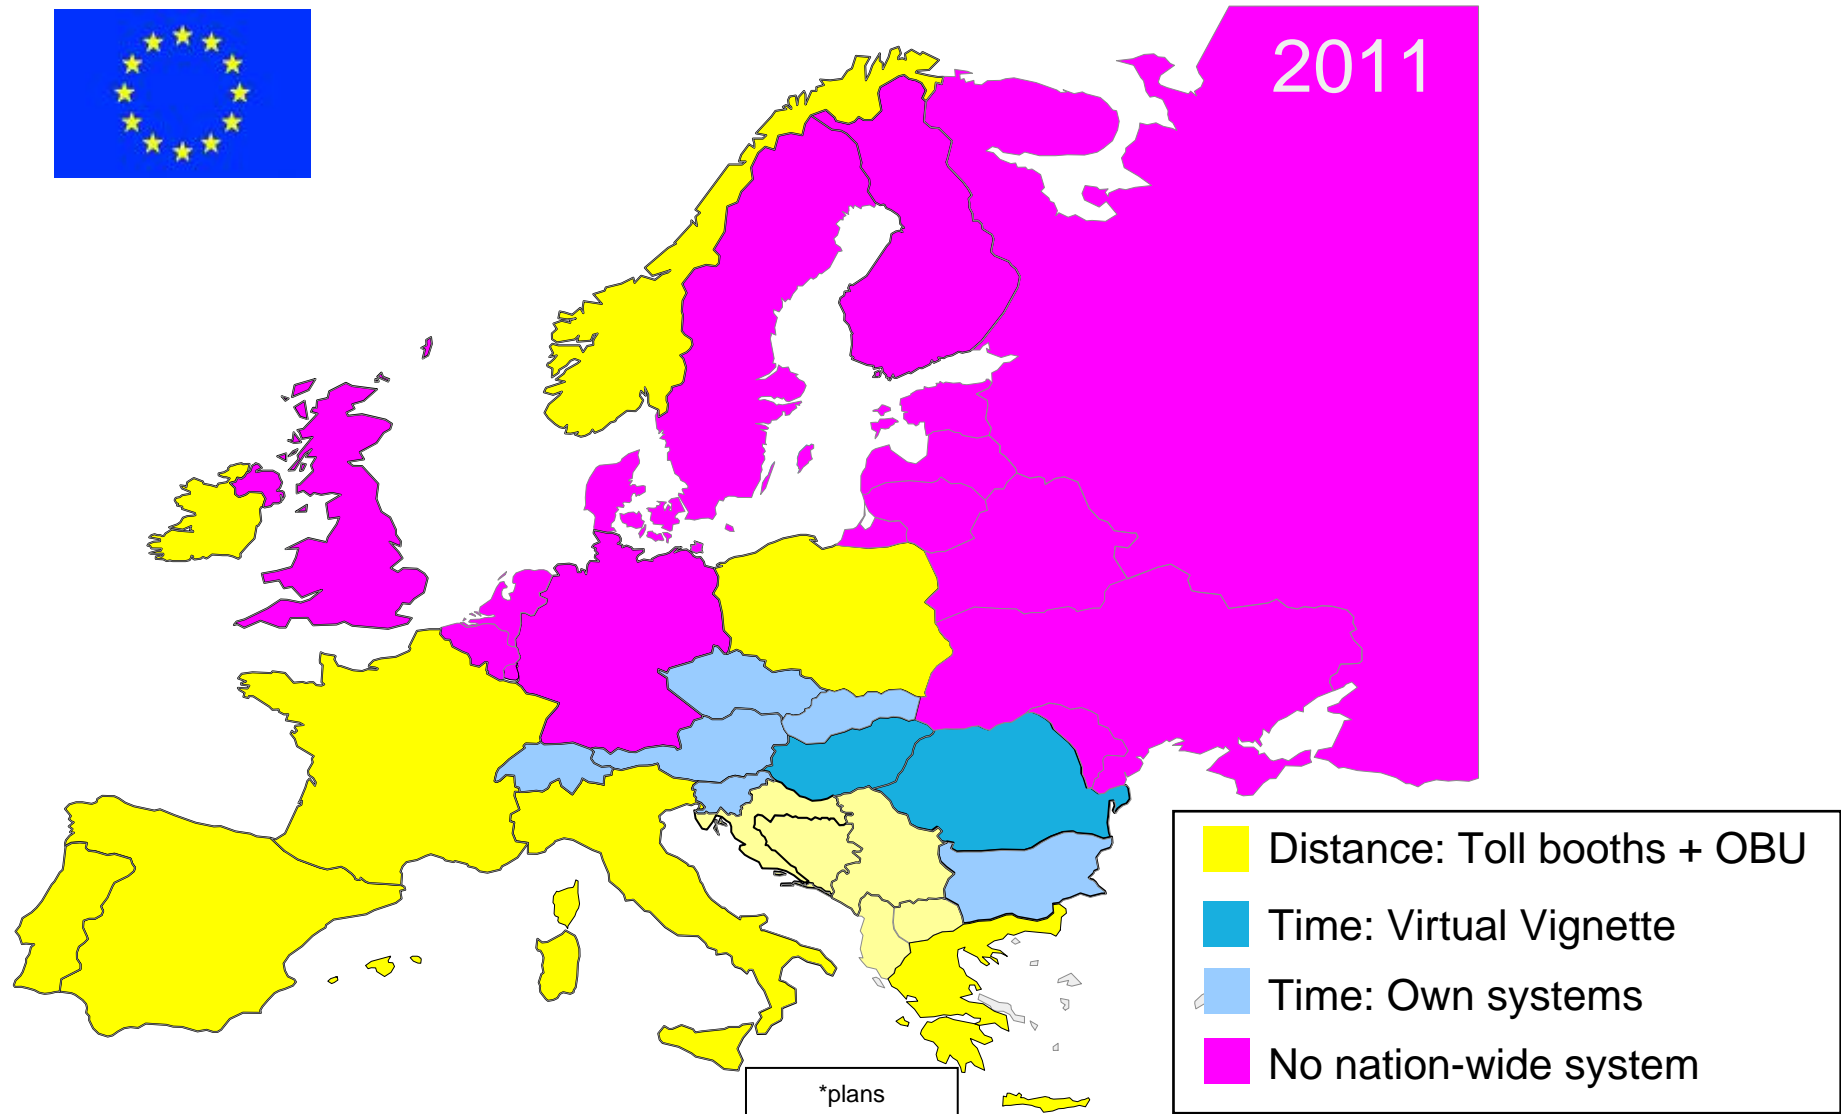 2011
Distance: Toll booths + OBU
Time: Virtual Vignette
Time: Own systems
No nation-wide system
*plans